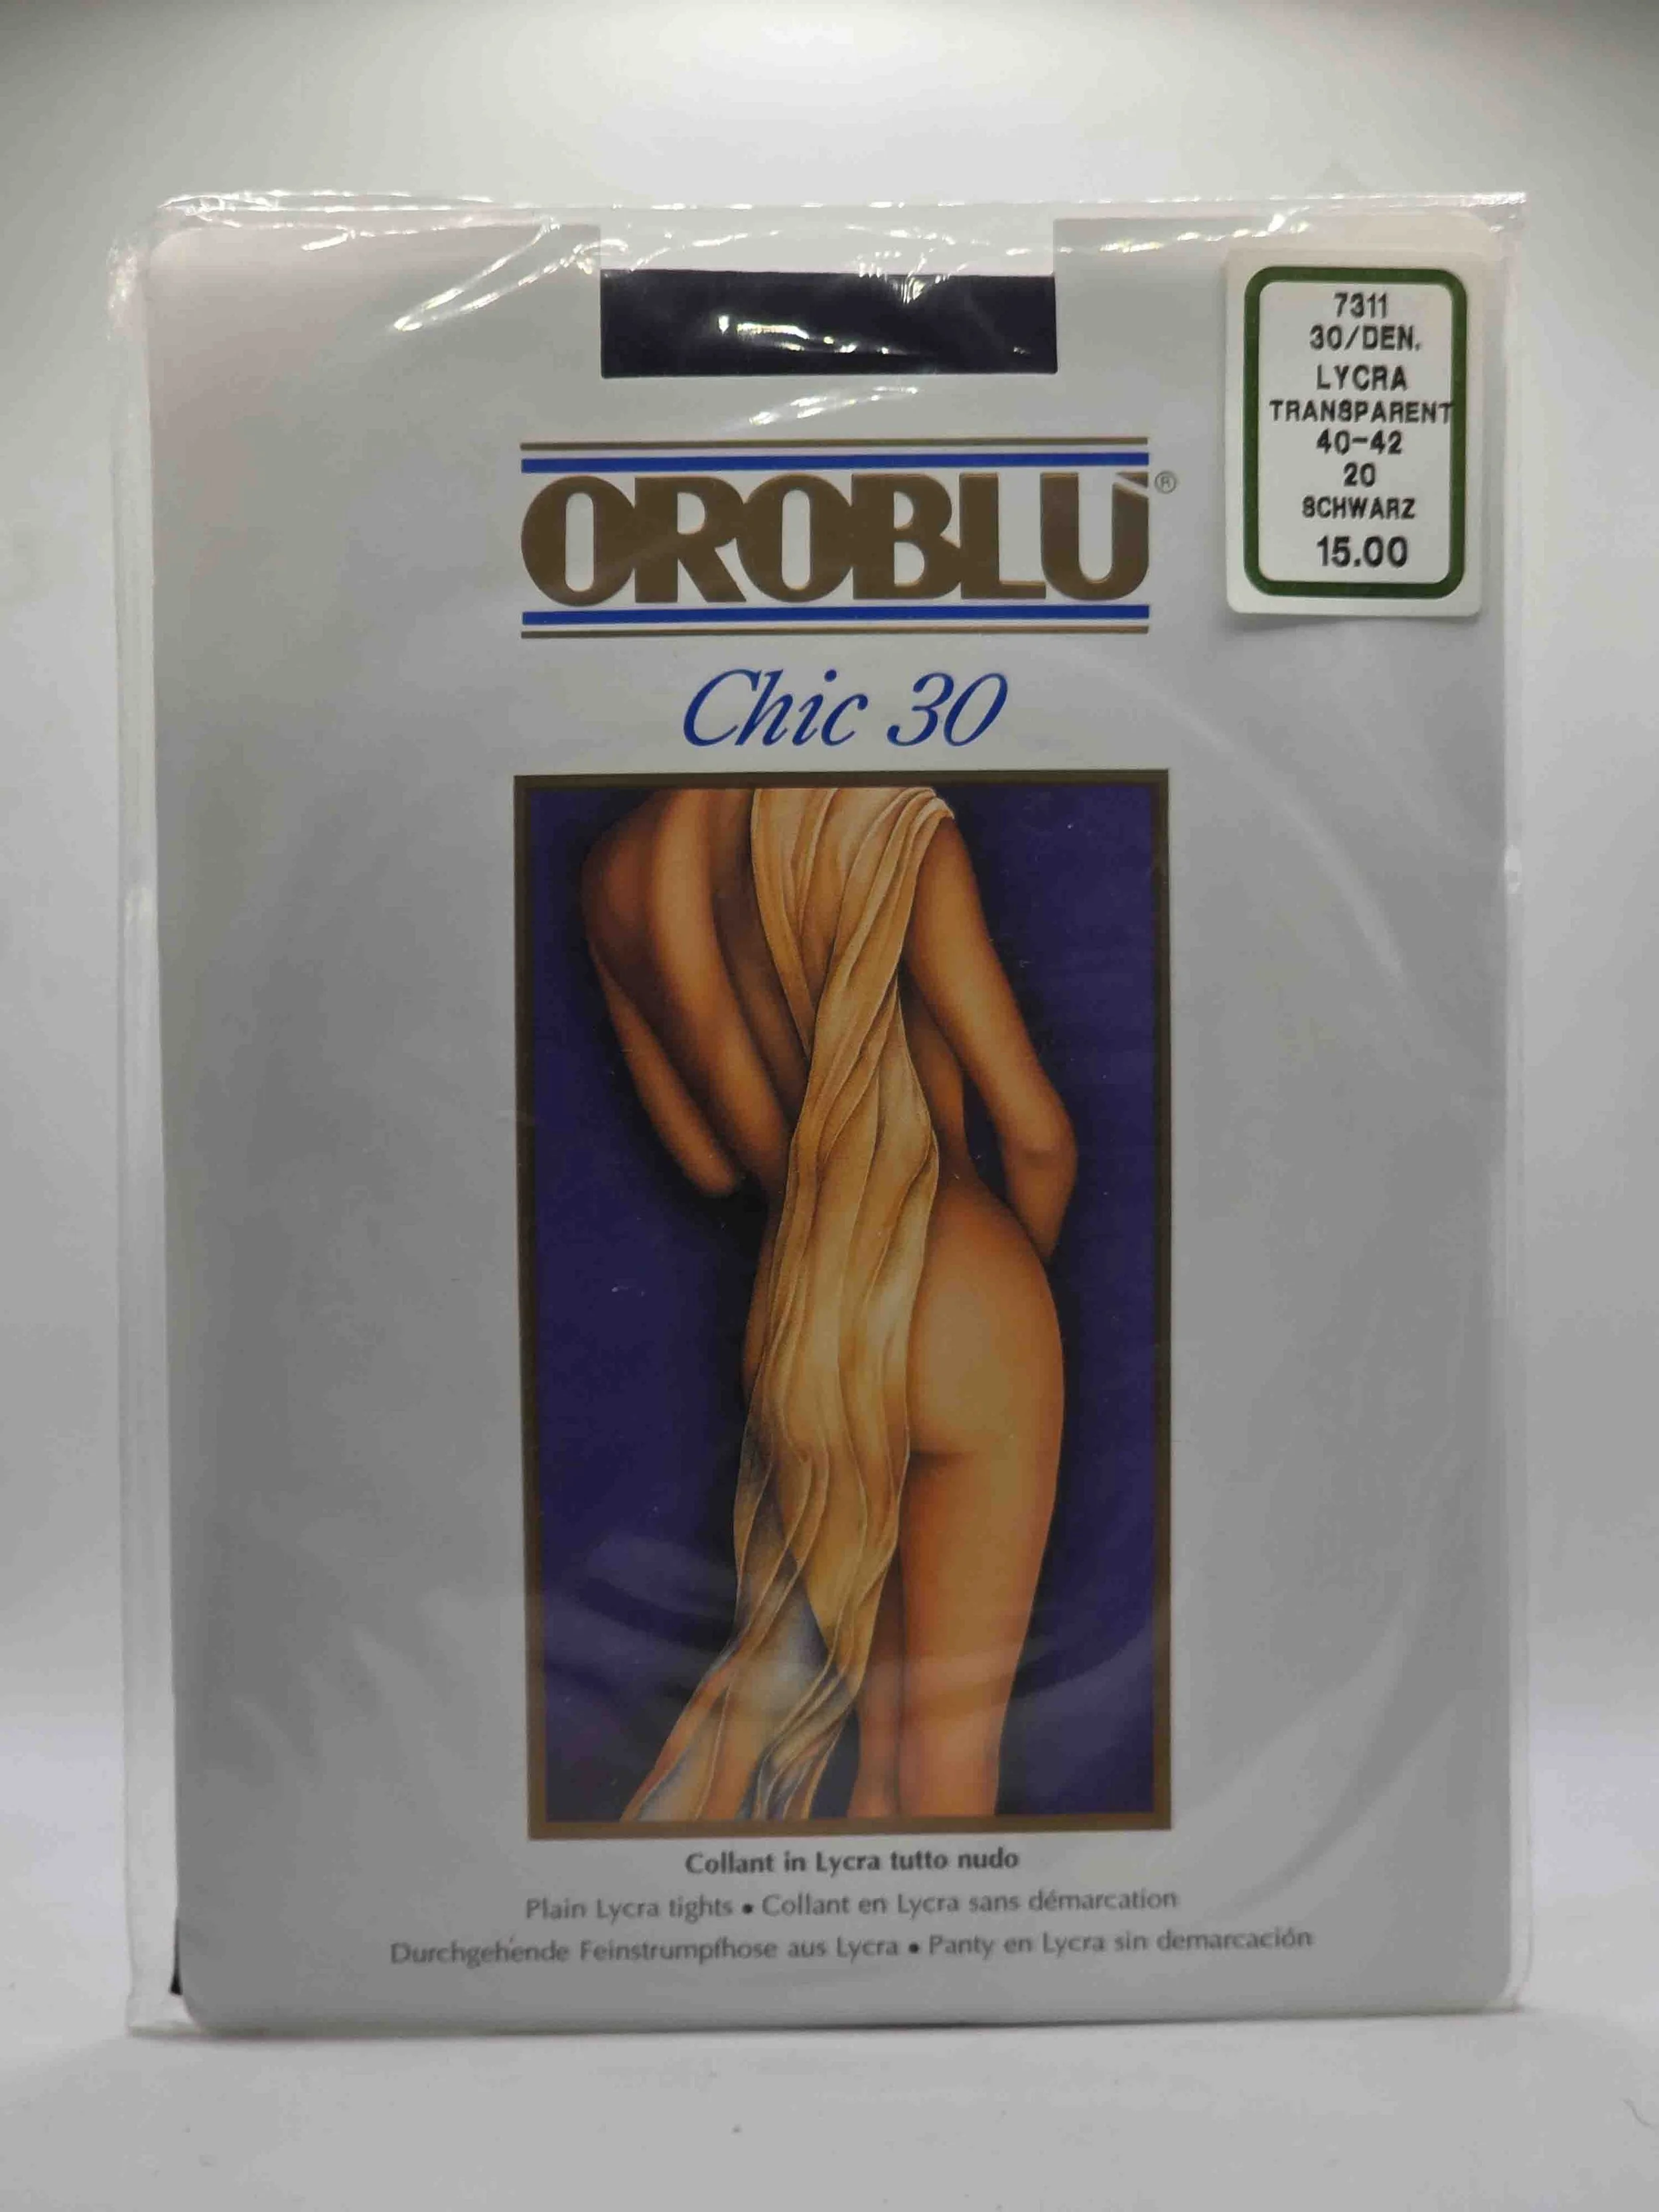 7311
30/DEN.
LYCRA
TRANSPARENT
40-42
20
SCHWARZ
15.00
OROBLÙ®
Chic 30
Collant in Lycra tutto nudo
Plain Lycra tights • Collant en Lycra sans démarcation
Durchgehende Feinstrumpfhose aus Lycra • Panty en Lycra sin demarcación